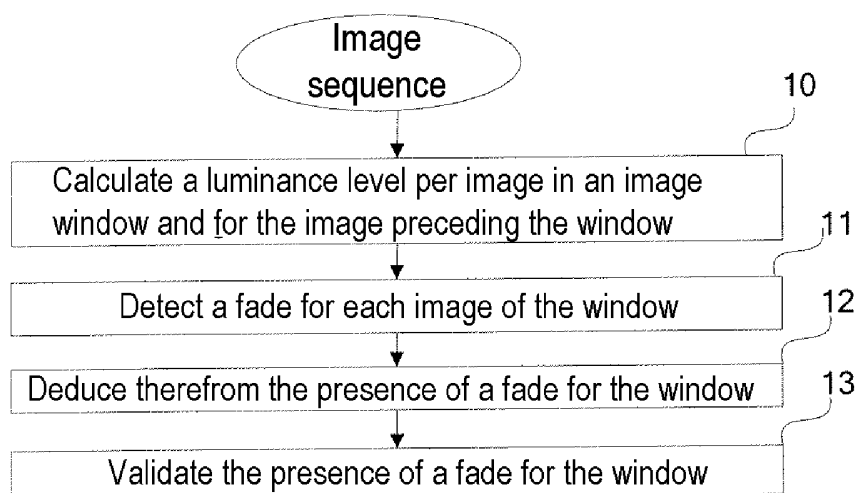 Image
sequence
10
Calculate a luminance level per image in an image
window and for the image preceding the window
11
Detect a fade for each image of the window
12
Deduce therefrom the presence of a fade for the window
13
Validate the presence of a fade for the window